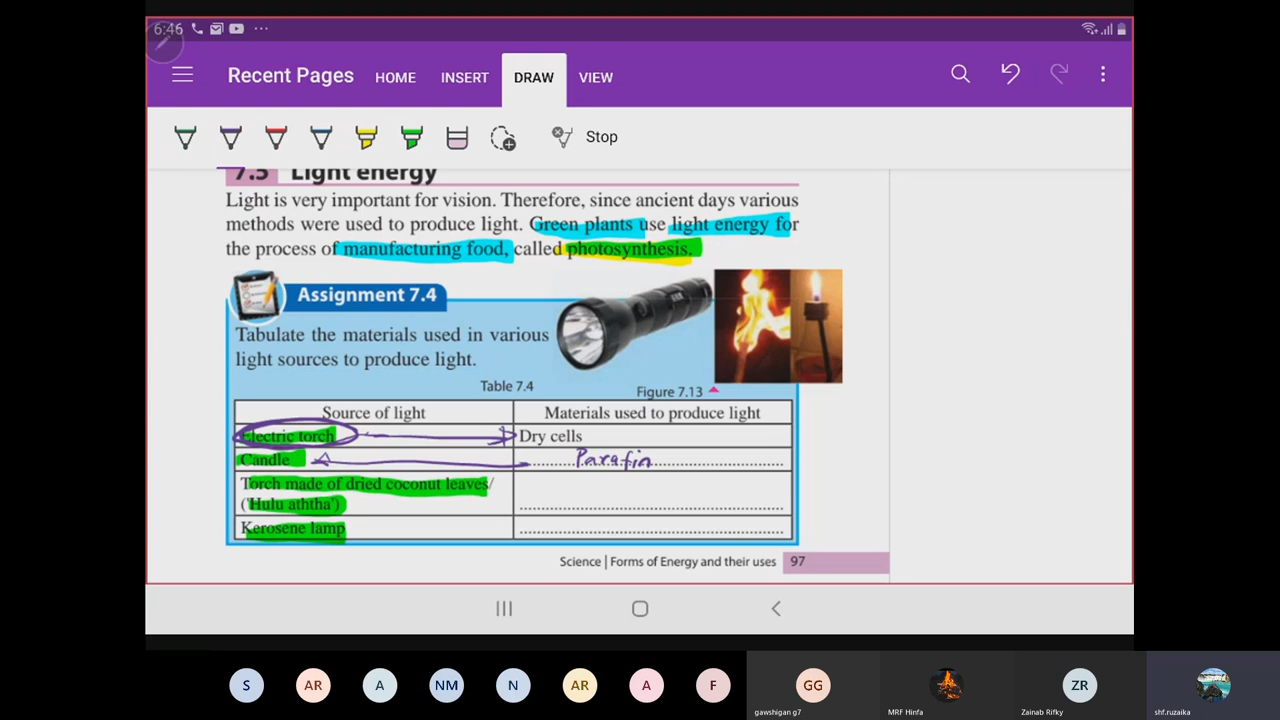 6:46
Recent Pages HOME INSERT DRAW VIEW
Stop
7.5 Light energy
Light is very important for vision. Therefore, since ancient days various
methods were used to produce light. Green plants use light energy for
the process of manufacturing food, called photosynthesis.
Assignment 7.4
Tabulate the materials used in various
light sources to produce light.
Table 7.4
Figure 7.13
Source of light Materials used to produce light
Electric torch Dry cells
Candle Parafin
Torch made of dried coconut leaves/
('Hulu aththa')
Kerosene lamp
Science | Forms of Energy and their uses 97
S AR A NM N AR A F GG ZR
gawshigan g7 MRF Hinfa Zainab Rifky shf.ruzaika